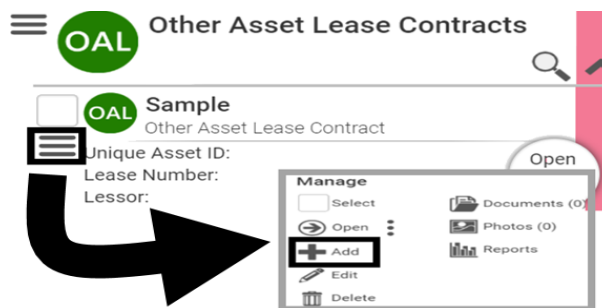 OAL Other Asset Lease Contracts
OAL Sample
Other Asset Lease Contract
Unique Asset ID:
Lease Number:
Lessor:
Open
Manage
Select
Documents (0)
Open
Photos (0)
Add
Reports
Edit
Delete